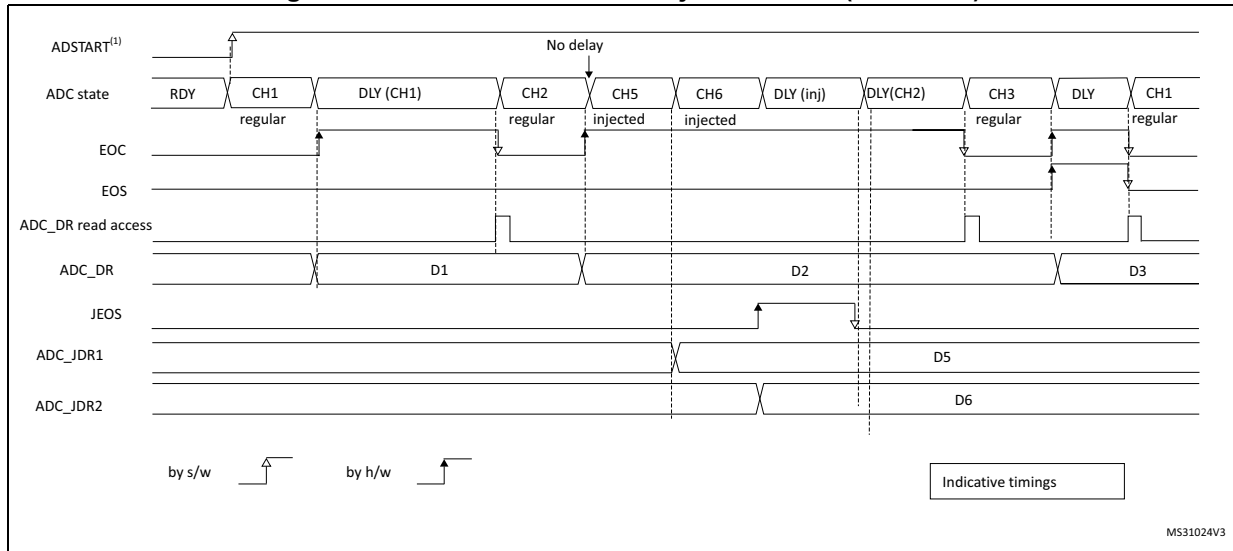 ADSTART(1)
No delay
ADC state RDY CH1 DLY (CH1) CH2 CH5 CH6 DLY (inj) DLY(CH2) CH3 DLY CH1
regular regular injected injected regular regular
EOC
EOS
ADC_DR read access
ADC_DR D1 D2 D3
JEOS
ADC_JDR1 D5
ADC_JDR2 D6
by s/w by h/w Indicative timings
MS31024V3